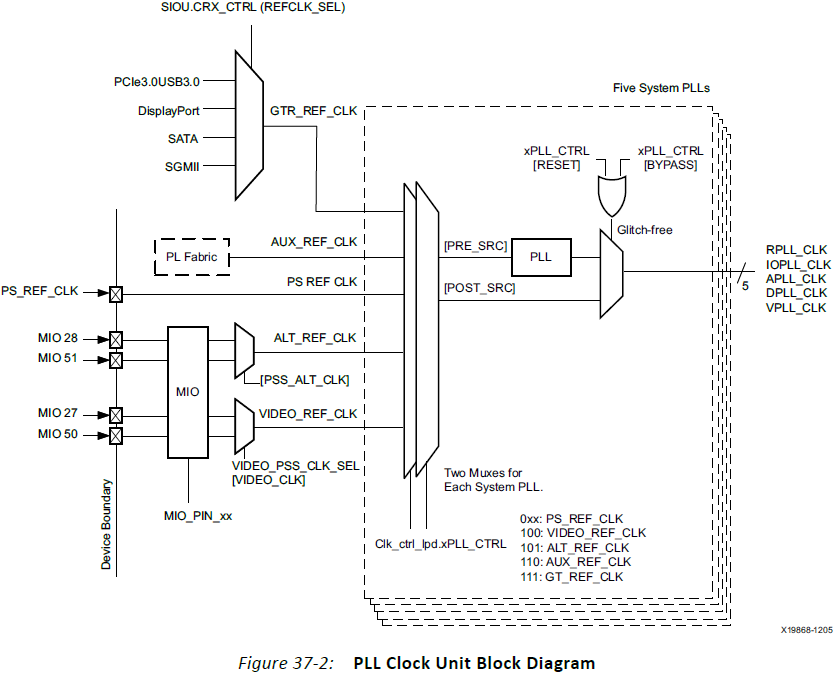 SIOU.CRX_CTRL (REFCLK_SEL)
PCIe3.0USB3.0
DisplayPort
SATA
SGMII
GTR_REF_CLK
Five System PLLs
xPLL_CTRL
[RESET]
xPLL_CTRL
[BYPASS]
Glitch-free
PL Fabric
AUX_REF_CLK
[PRE_SRC]
PLL
PS_REF_CLK
PS REF CLK
[POST_SRC]
5
RPLL_CLK
IOPLL_CLK
APLL_CLK
DPLL_CLK
VPLL_CLK
MIO 28
MIO 51
MIO 27
MIO 50
MIO
ALT_REF_CLK
[PSS_ALT_CLK]
VIDEO_REF_CLK
VIDEO_PSS_CLK_SEL
[VIDEO_CLK]
MIO_PIN_xx
Device Boundary
Two Muxes for
Each System PLL.
Clk_ctrl_lpd.xPLL_CTRL
0xx: PS_REF_CLK
100: VIDEO_REF_CLK
101: ALT_REF_CLK
110: AUX_REF_CLK
111: GT_REF_CLK
X19868-1205
Figure 37-2: PLL Clock Unit Block Diagram